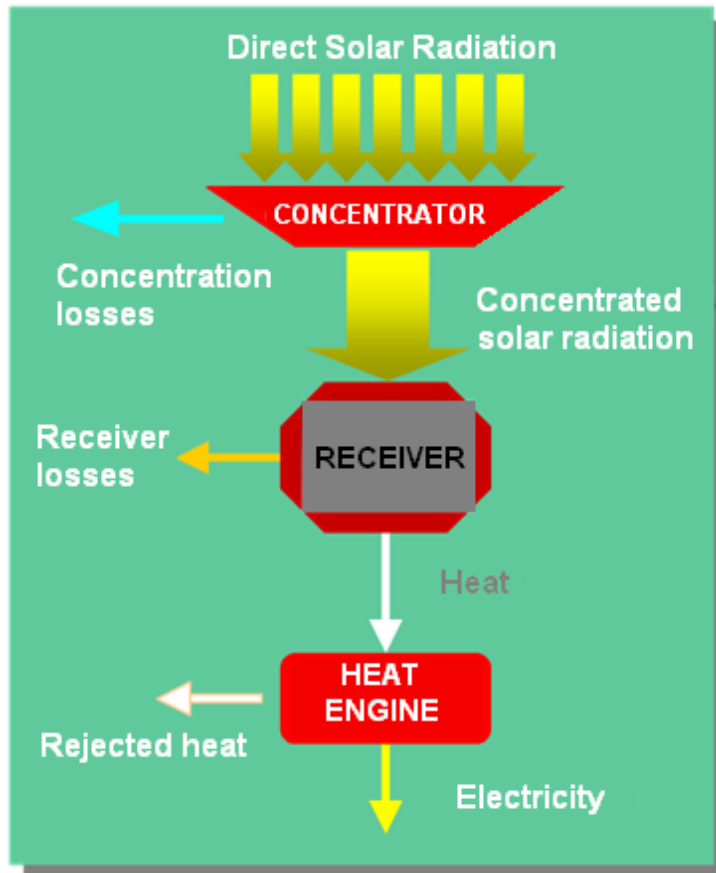 Direct Solar Radiation
CONCENTRATOR
Concentration
losses
Concentrated
solar radiation
Receiver
losses
RECEIVER
Heat
HEAT
ENGINE
Rejected heat
Electricity